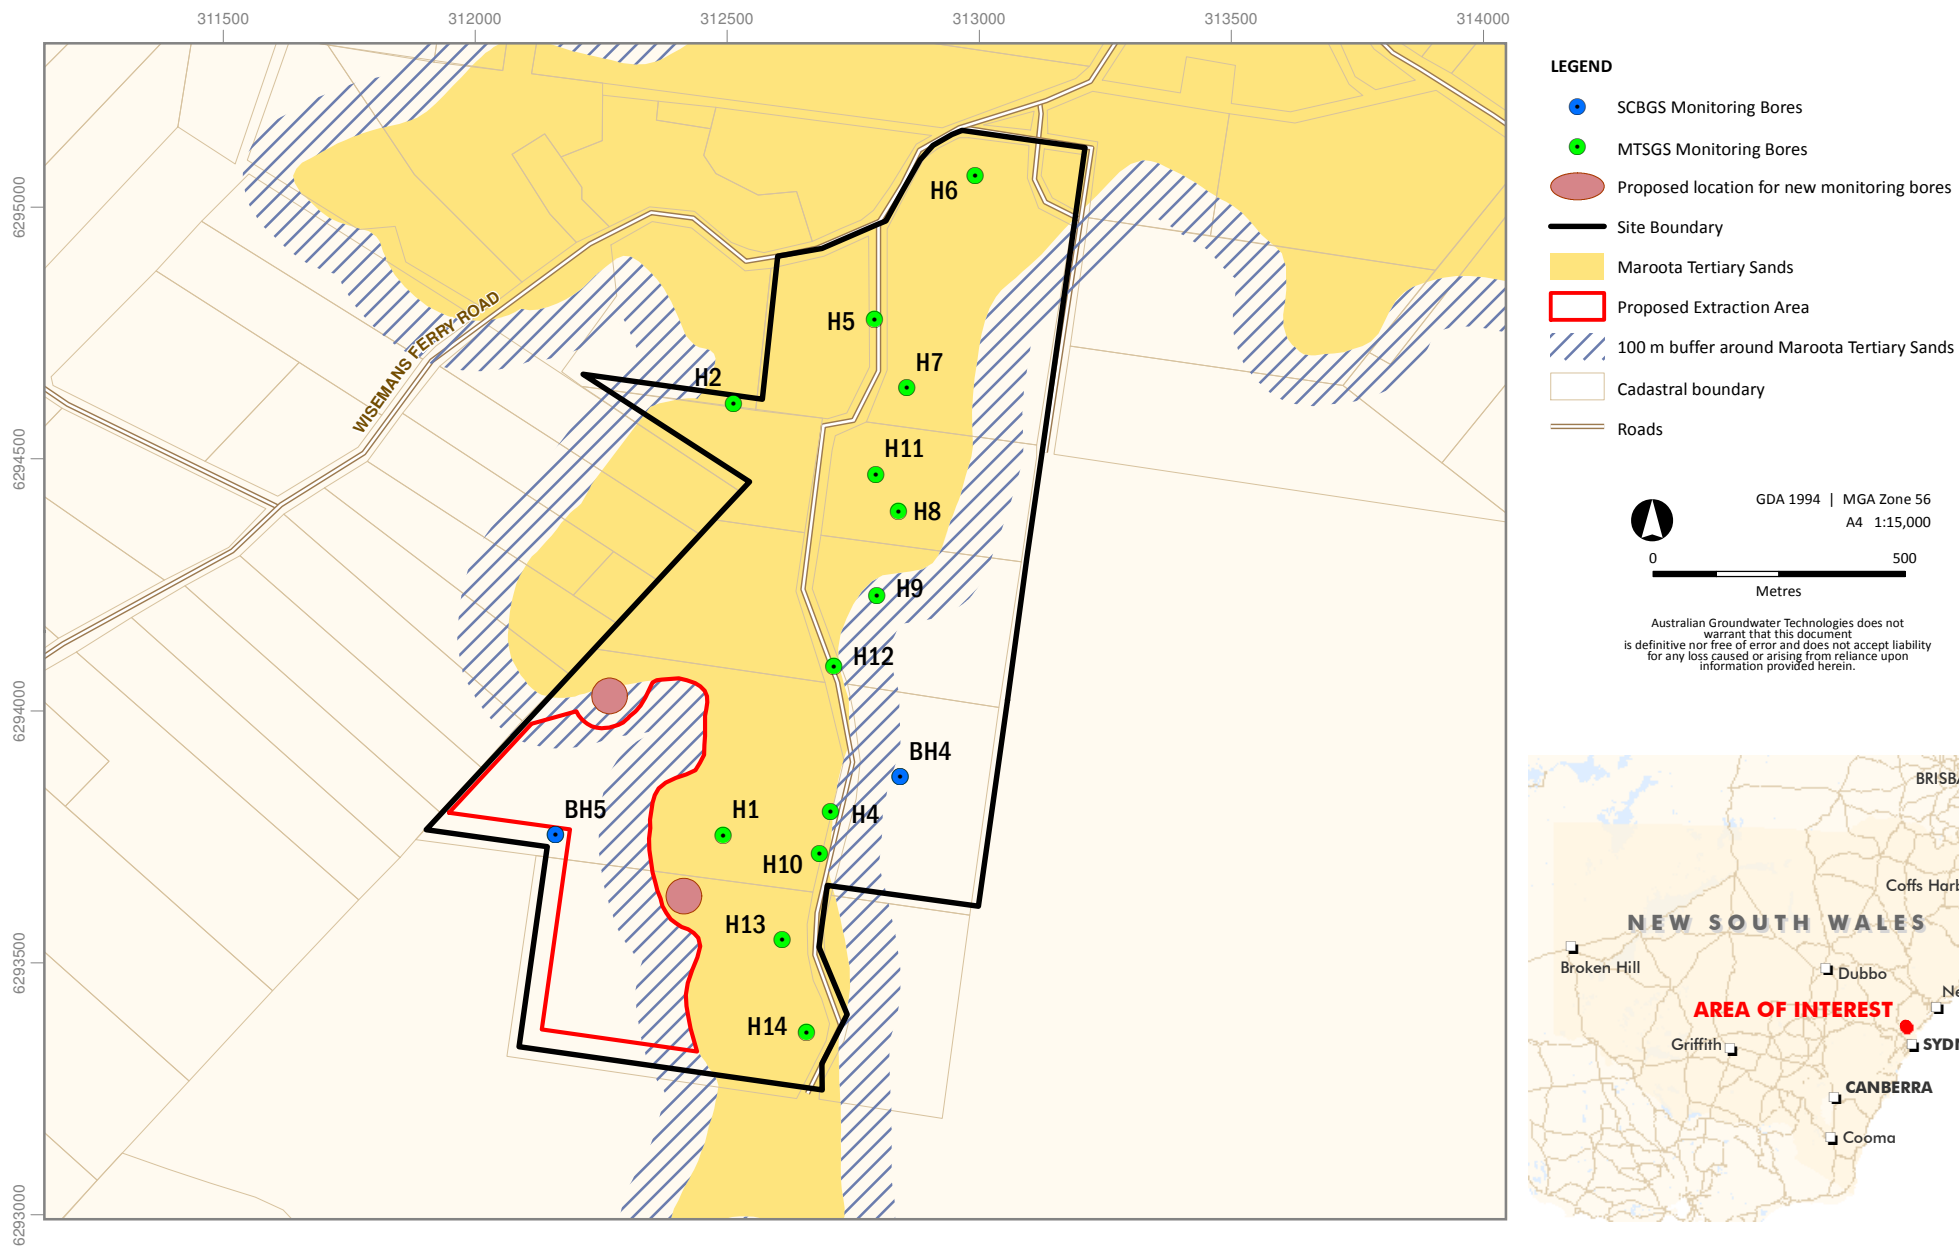 311500
312000
312500
313000
313500
314000
6295000
6294500
6294000
6293500
6293000
WISEMANS FERRY ROAD
H6
H5
H7
H2
H11
H8
H9
H12
BH4
BH5
H1
H4
H10
H13
H14
LEGEND
SCBGS Monitoring Bores
MTSGS Monitoring Bores
Proposed location for new monitoring bores
Site Boundary
Maroota Tertiary Sands
Proposed Extraction Area
100 m buffer around Maroota Tertiary Sands
Cadastral boundary
Roads
GDA 1994 | MGA Zone 56
A4 1:15,000
0 500
Metres
Australian Groundwater Technologies does not
warrant that this document
is definitive nor free of error and does not accept liability
for any loss caused or arising from reliance upon
information provided herein.
BRISBA
Coffs Harb
NEW SOUTH WALES
Broken Hill
Dubbo
Ne
AREA OF INTEREST
Griffith
SYDN
CANBERRA
Cooma